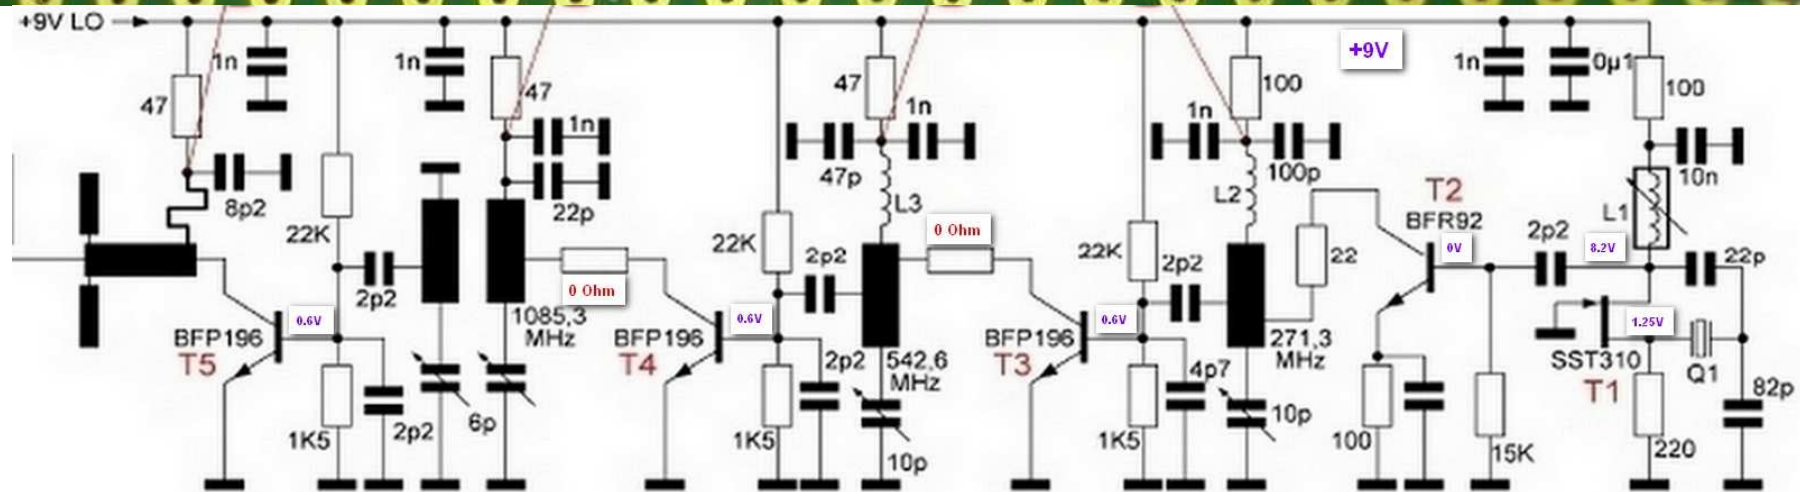 +9V LO
1n
47
8p2
22K
2p2
0.6V
BFP196
T5
1K5
2p2
1n
47
1n
22p
0 Ohm
1085,3
MHz
6p
BFP196
T4
0.6V
22K
1K5
47
1n
47p
L3
2p2
2p2
542,6
MHz
10p
0 Ohm
BFP196
T3
0.6V
22K
1K5
100
1n
100p
L2
2p2
4p7
271,3
MHz
10p
22
+9V
T2
BFR92
0V
100
15K
2p2
8.2V
1n
0µ1
100
10n
L1
22p
1.25V
SST310
T1
Q1
220
82p